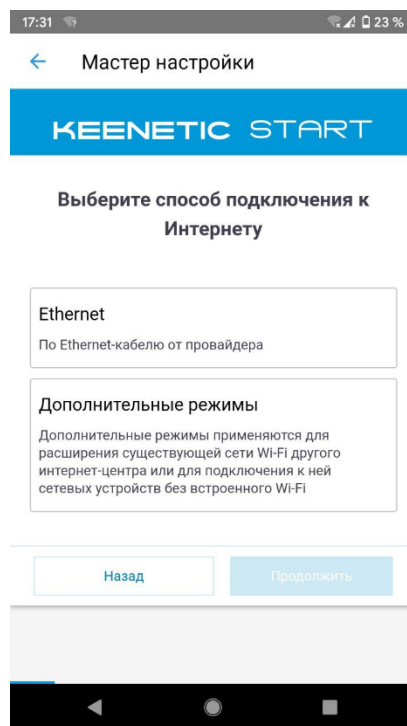 17:31 23 %
Мастер настройки
KEENETIC START
Выберите способ подключения к
Интернету
Ethernet
По Ethernet-кабелю от провайдера
Дополнительные режимы
Дополнительные режимы применяются для
расширения существующей сети Wi-Fi другого
интернет-центра или для подключения к ней
сетевых устройств без встроенного Wi-Fi
Назад Продолжить